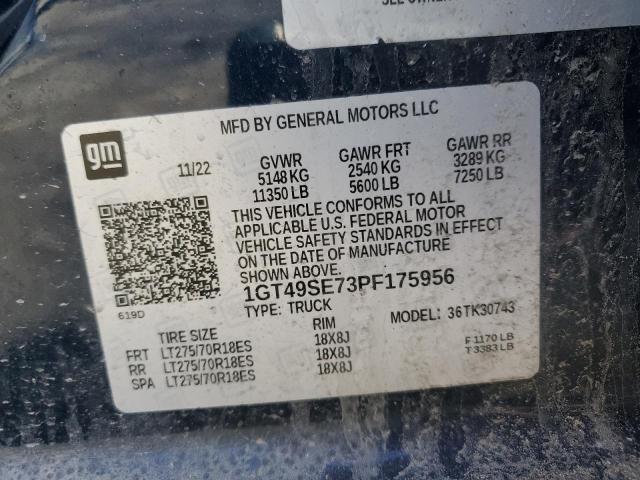 MFD BY GENERAL MOTORS LLC
gm
11/22
GVWR
5148 KG
11350 LB
GAWR FRT
2540 KG
5600 LB
GAWR RR
3289 KG
7250 LB
THIS VEHICLE CONFORMS TO ALL
APPLICABLE U.S. FEDERAL MOTOR
VEHICLE SAFETY STANDARDS IN EFFECT
ON THE DATE OF MANUFACTURE
SHOWN ABOVE.
1GT49SE73PF175956
619D
TYPE: TRUCK
MODEL: 36TK30743
TIRE SIZE RIM
FRT LT275/70R18ES 18X8J
RR LT275/70R18ES 18X8J
SPA LT275/70R18ES 18X8J
F 1170 LB
T 3383 LB